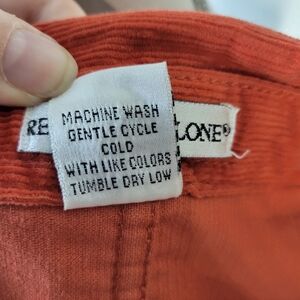 RE LONE®
MACHINE WASH
GENTLE CYCLE
COLD
WITH LIKE COLORS
TUMBLE DRY LOW